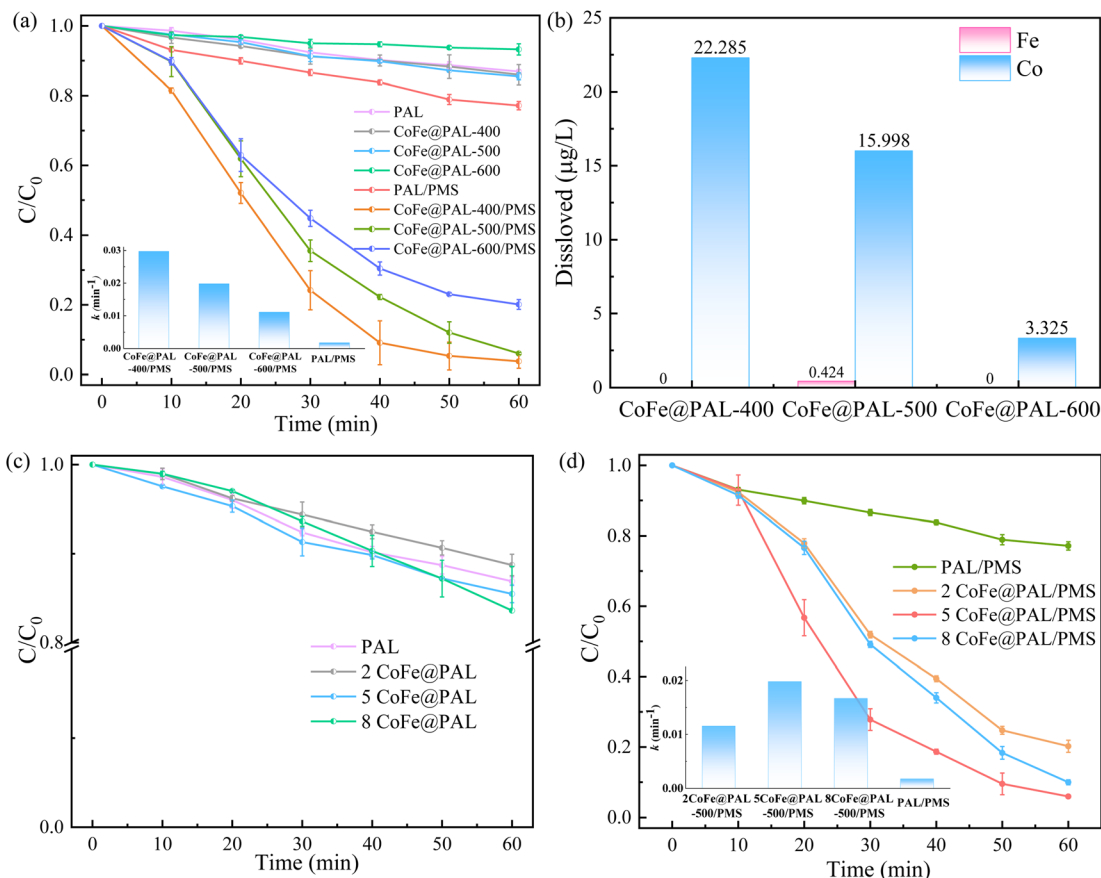 (a)
1.0
0.8
0.6
0.4
0.2
0.0
C/C0
0 10 20 30 40 50 60
Time (min)
PAL
CoFe@PAL-400
CoFe@PAL-500
CoFe@PAL-600
PAL/PMS
CoFe@PAL-400/PMS
CoFe@PAL-500/PMS
CoFe@PAL-600/PMS
0.03
0.02
0.01
0.00
k (min-1)
CoFe@PAL CoFe@PAL CoFe@PAL PAL/PMS
-400/PMS -500/PMS -600/PMS
(b)
25
20
15
10
5
0
Dissloved (μg/L)
Fe
Co
22.285
15.998
3.325
0 0.424 0
CoFe@PAL-400 CoFe@PAL-500 CoFe@PAL-600
(c)
1.0
0.8
0.0
C/C0
PAL
2 CoFe@PAL
5 CoFe@PAL
8 CoFe@PAL
0 10 20 30 40 50 60
Time (min)
(d)
1.0
0.8
0.6
0.4
0.2
0.0
C/C0
PAL/PMS
2 CoFe@PAL/PMS
5 CoFe@PAL/PMS
8 CoFe@PAL/PMS
0.02
0.01
0.00
k (min-1)
2CoFe@PAL 5CoFe@PAL 8CoFe@PAL PAL/PMS
-500/PMS -500/PMS -500/PMS
0 10 20 30 40 50 60
Time (min)